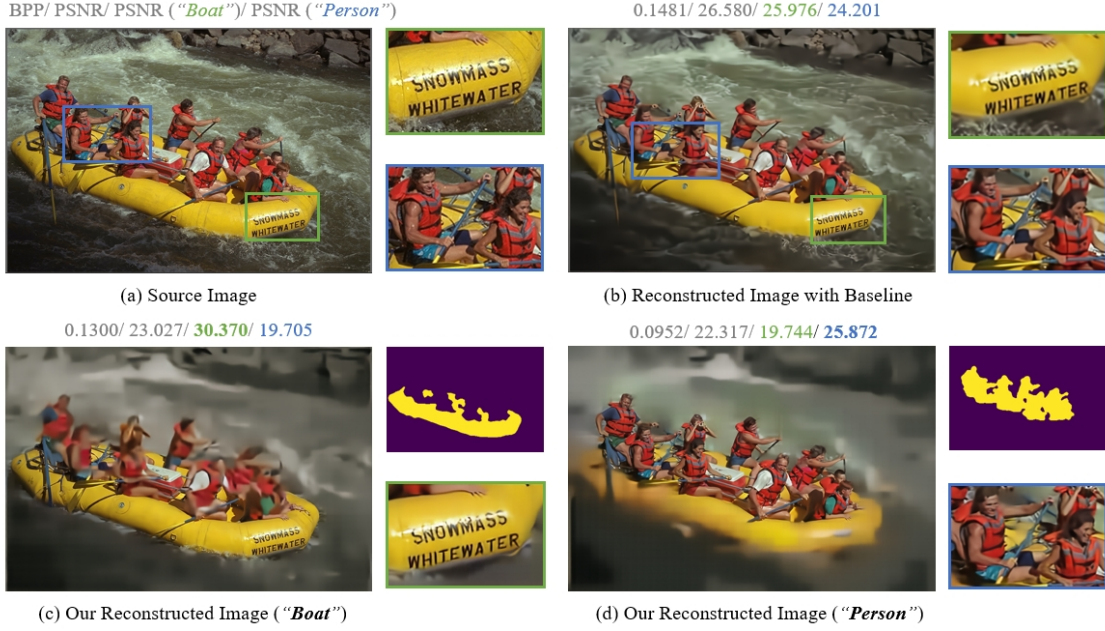 BPP/ PSNR/ PSNR (“Boat”)/ PSNR (“Person”)
0.1481/ 26.580/ 25.976/ 24.201
SNOWMASS
WHITEWATER
SNOWMASS
WHITEWATER
SNOWMASS
WHITEWATER
SNOWMASS
WHITEWATER
(a) Source Image
(b) Reconstructed Image with Baseline
0.1300/ 23.027/ 30.370/ 19.705
0.0952/ 22.317/ 19.744/ 25.872
SNOWMASS
WHITEWATER
SNOWMASS
WHITEWATER
(c) Our Reconstructed Image (“Boat”)
(d) Our Reconstructed Image (“Person”)